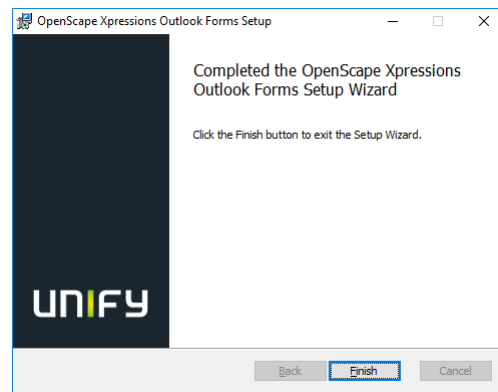 OpenScape Xpressions Outlook Forms Setup
Completed the OpenScape Xpressions
Outlook Forms Setup Wizard
Click the Finish button to exit the Setup Wizard.
UNIFY
Back Finish Cancel